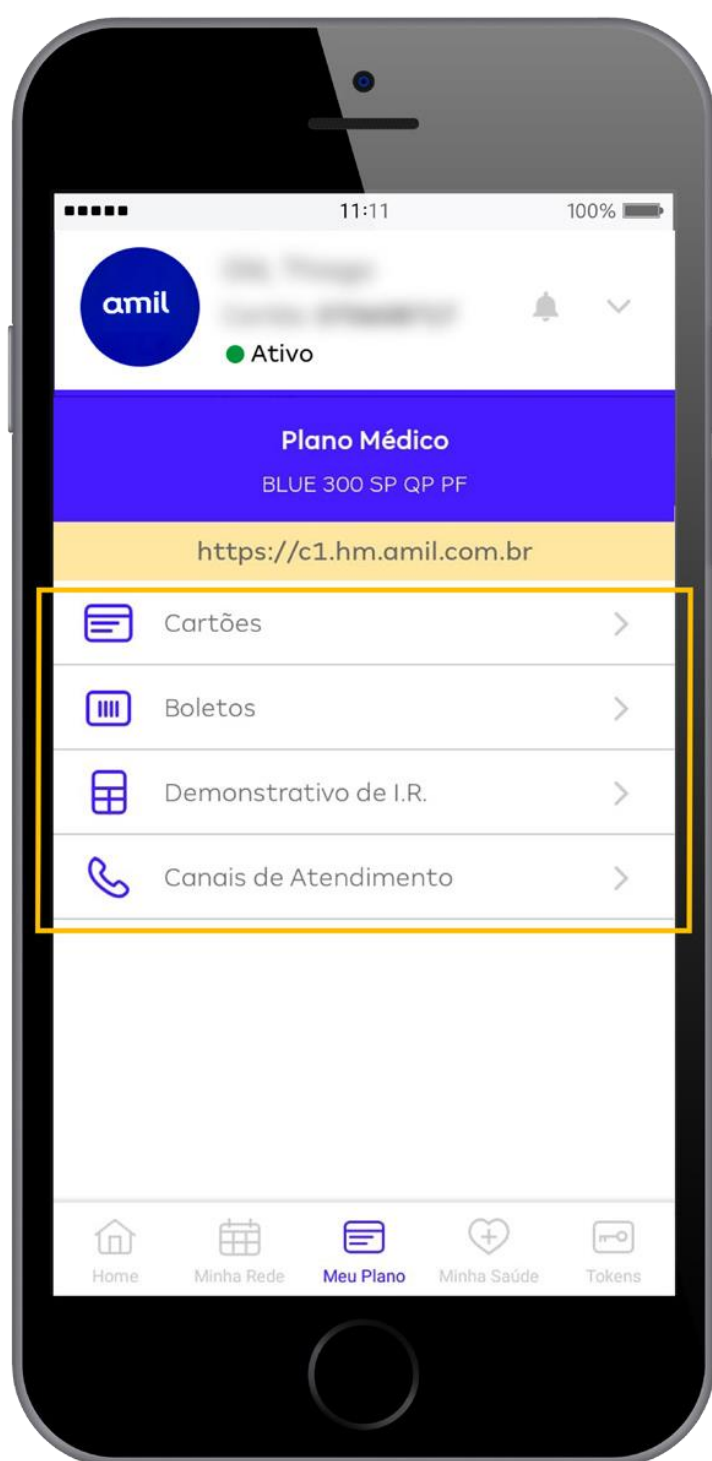 11:11
100%
amil
Ativo
Plano Médico
BLUE 300 SP QP PF
https://c1.hm.amil.com.br
Cartões
Boletos
Demonstrativo de I.R.
Canais de Atendimento
Home
Minha Rede
Meu Plano
Minha Saúde
Tokens